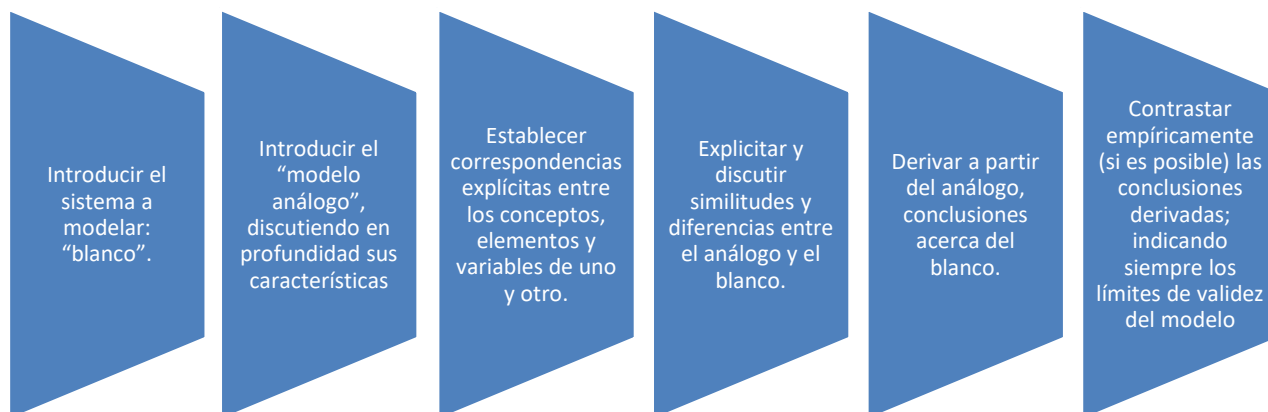 Introducir el
sistema a
modelar:
“blanco”.
Introducir el
“modelo
análogo”,
discutiendo en
profundidad sus
características
Establecer
correspondencias
explícitas entre
los conceptos,
elementos y
variables de uno
y otro.
Explicitar y
discutir
similitudes y
diferencias entre
el análogo y el
blanco.
Derivar a partir
del análogo,
conclusiones
acerca del
blanco.
Contrastar
empíricamente
(si es posible) las
conclusiones
derivadas;
indicando
siempre los
límites de validez
del modelo